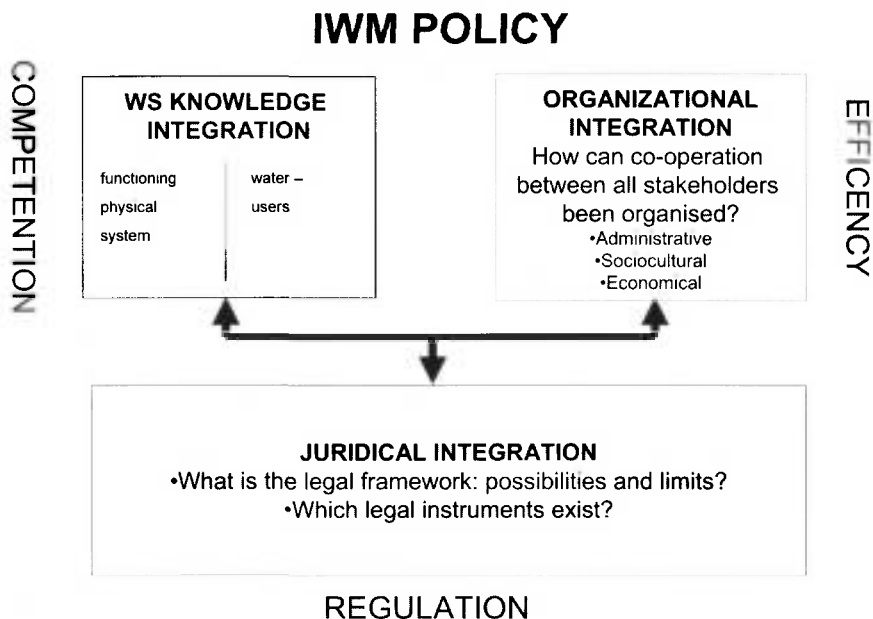 IWM POLICY
COMPETENTION
WS KNOWLEDGE
INTEGRATION
functioning
physical
system
water –
users
ORGANIZATIONAL
INTEGRATION
How can co-operation
between all stakeholders
been organised?
•Administrative
•Sociocultural
•Economical
EFFICENCY
JURIDICAL INTEGRATION
•What is the legal framework: possibilities and limits?
•Which legal instruments exist?
REGULATION